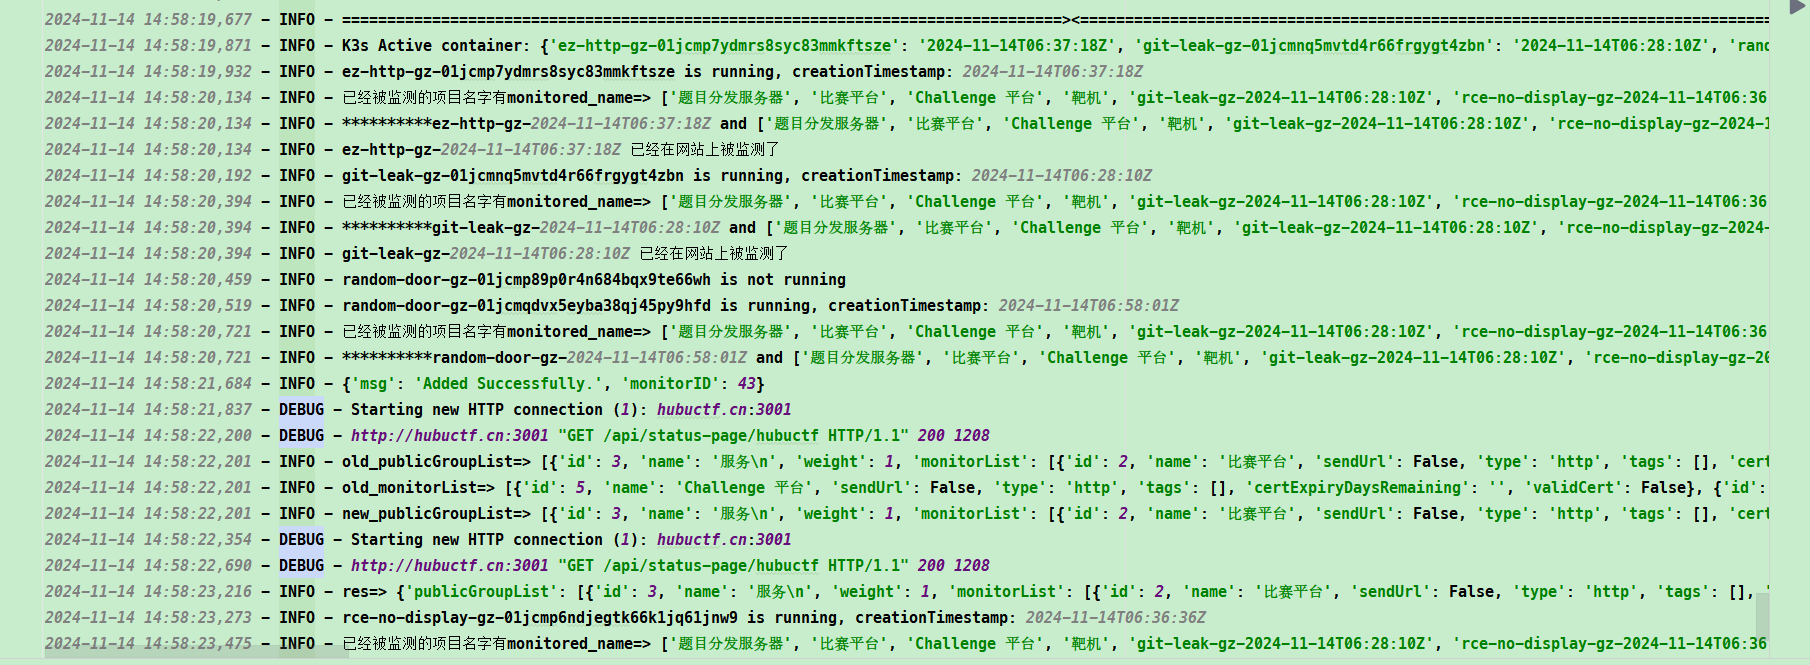 2024-11-14 14:58:19,677 - INFO - ================================================================================><=============================================================================
2024-11-14 14:58:19,871 - INFO - K3s Active container: {'ez-http-gz-01jcmp7ydmrs8syc83mmkftsze': '2024-11-14T06:37:18Z', 'git-leak-gz-01jcmnq5mvtd4r66frgygt4zbn': '2024-11-14T06:28:10Z', 'rand
2024-11-14 14:58:19,932 - INFO - ez-http-gz-01jcmp7ydmrs8syc83mmkftsze is running, creationTimestamp: 2024-11-14T06:37:18Z
2024-11-14 14:58:20,134 - INFO - 已经被监测的项目名字有monitored_name=> ['题目分发服务器', '比赛平台', 'Challenge 平台', '靶机', 'git-leak-gz-2024-11-14T06:28:10Z', 'rce-no-display-gz-2024-11-14T06:36
2024-11-14 14:58:20,134 - INFO - **********ez-http-gz-2024-11-14T06:37:18Z and ['题目分发服务器', '比赛平台', 'Challenge 平台', '靶机', 'git-leak-gz-2024-11-14T06:28:10Z', 'rce-no-display-gz-2024-1
2024-11-14 14:58:20,134 - INFO - ez-http-gz-2024-11-14T06:37:18Z 已经在网站上被监测了
2024-11-14 14:58:20,192 - INFO - git-leak-gz-01jcmnq5mvtd4r66frgygt4zbn is running, creationTimestamp: 2024-11-14T06:28:10Z
2024-11-14 14:58:20,394 - INFO - 已经被监测的项目名字有monitored_name=> ['题目分发服务器', '比赛平台', 'Challenge 平台', '靶机', 'git-leak-gz-2024-11-14T06:28:10Z', 'rce-no-display-gz-2024-11-14T06:36
2024-11-14 14:58:20,394 - INFO - **********git-leak-gz-2024-11-14T06:28:10Z and ['题目分发服务器', '比赛平台', 'Challenge 平台', '靶机', 'git-leak-gz-2024-11-14T06:28:10Z', 'rce-no-display-gz-2024-
2024-11-14 14:58:20,394 - INFO - git-leak-gz-2024-11-14T06:28:10Z 已经在网站上被监测了
2024-11-14 14:58:20,459 - INFO - random-door-gz-01jcmp89p0r4n684bqx9te66wh is not running
2024-11-14 14:58:20,519 - INFO - random-door-gz-01jcmqdvx5eyba38qj45py9hfd is running, creationTimestamp: 2024-11-14T06:58:01Z
2024-11-14 14:58:20,721 - INFO - 已经被监测的项目名字有monitored_name=> ['题目分发服务器', '比赛平台', 'Challenge 平台', '靶机', 'git-leak-gz-2024-11-14T06:28:10Z', 'rce-no-display-gz-2024-11-14T06:36
2024-11-14 14:58:20,721 - INFO - **********random-door-gz-2024-11-14T06:58:01Z and ['题目分发服务器', '比赛平台', 'Challenge 平台', '靶机', 'git-leak-gz-2024-11-14T06:28:10Z', 'rce-no-display-gz-20
2024-11-14 14:58:21,684 - INFO - {'msg': 'Added Successfully.', 'monitorID': 43}
2024-11-14 14:58:21,837 - DEBUG - Starting new HTTP connection (1): hubuctf.cn:3001
2024-11-14 14:58:22,200 - DEBUG - http://hubuctf.cn:3001 "GET /api/status-page/hubuctf HTTP/1.1" 200 1208
2024-11-14 14:58:22,201 - INFO - old_publicGroupList=> [{'id': 3, 'name': '服务\n', 'weight': 1, 'monitorList': [{'id': 2, 'name': '比赛平台', 'sendUrl': False, 'type': 'http', 'tags': [], 'cert
2024-11-14 14:58:22,201 - INFO - old_monitorList=> [{'id': 5, 'name': 'Challenge 平台', 'sendUrl': False, 'type': 'http', 'tags': [], 'certExpiryDaysRemaining': '', 'validCert': False}, {'id':
2024-11-14 14:58:22,201 - INFO - new_publicGroupList=> [{'id': 3, 'name': '服务\n', 'weight': 1, 'monitorList': [{'id': 2, 'name': '比赛平台', 'sendUrl': False, 'type': 'http', 'tags': [], 'cert
2024-11-14 14:58:22,354 - DEBUG - Starting new HTTP connection (1): hubuctf.cn:3001
2024-11-14 14:58:22,690 - DEBUG - http://hubuctf.cn:3001 "GET /api/status-page/hubuctf HTTP/1.1" 200 1208
2024-11-14 14:58:23,216 - INFO - res=> {'publicGroupList': [{'id': 3, 'name': '服务\n', 'weight': 1, 'monitorList': [{'id': 2, 'name': '比赛平台', 'sendUrl': False, 'type': 'http', 'tags': [], '
2024-11-14 14:58:23,273 - INFO - rce-no-display-gz-01jcmp6ndjegtk66k1jq61jnw9 is running, creationTimestamp: 2024-11-14T06:36:36Z
2024-11-14 14:58:23,475 - INFO - 已经被监测的项目名字有monitored_name=> ['题目分发服务器', '比赛平台', 'Challenge 平台', '靶机', 'git-leak-gz-2024-11-14T06:28:10Z', 'rce-no-display-gz-2024-11-14T06:36